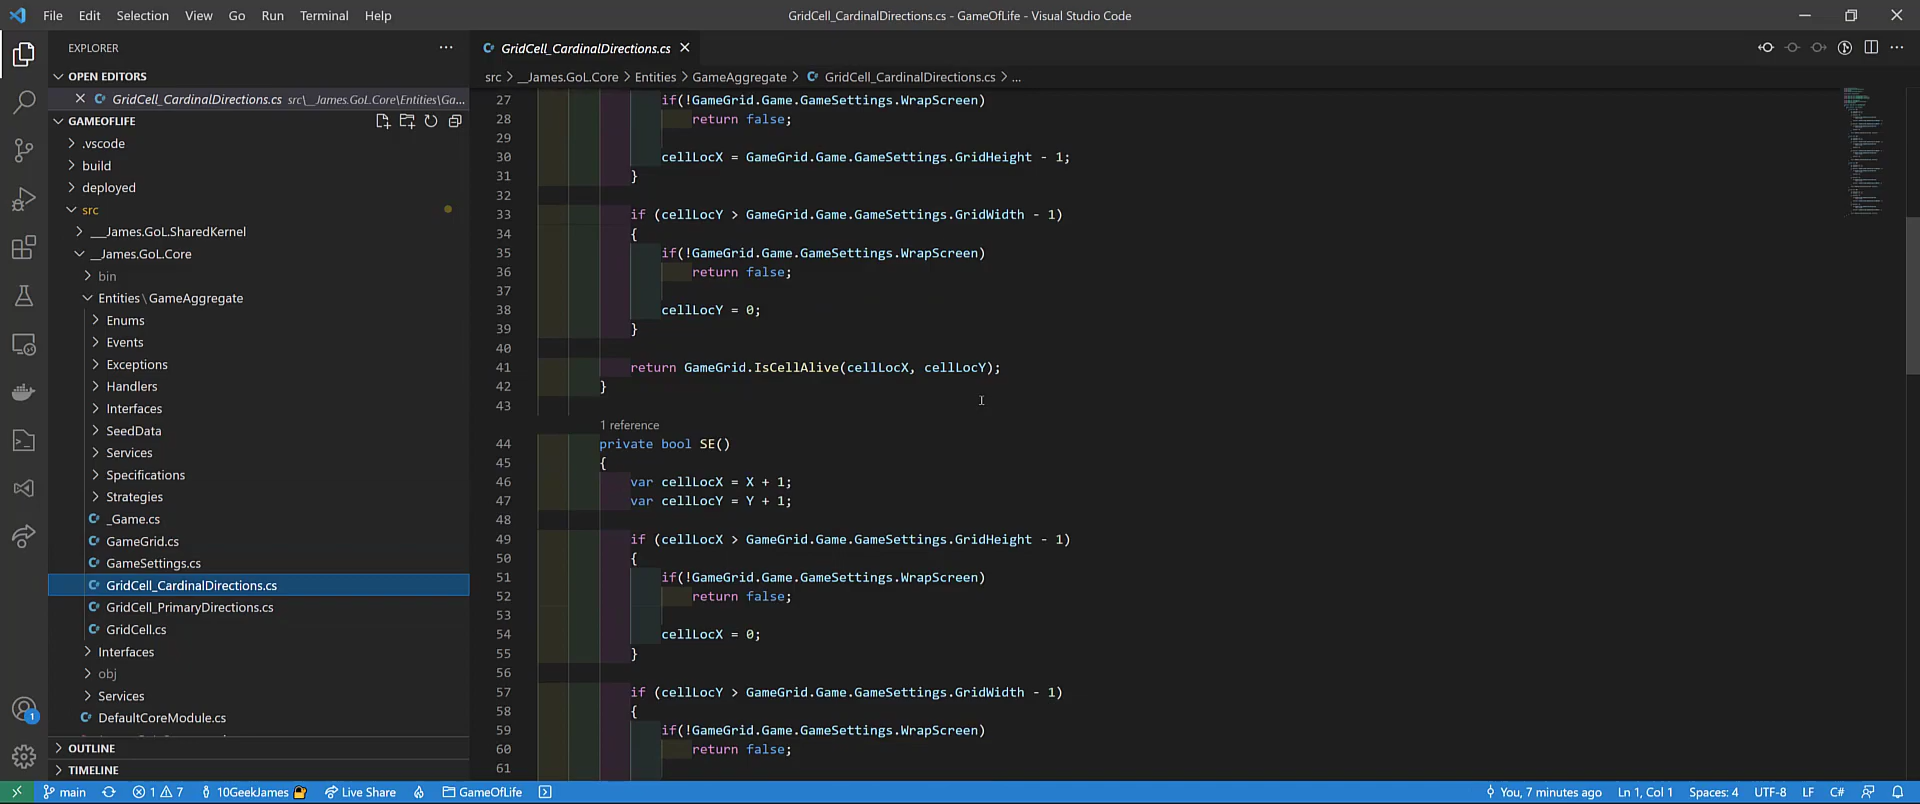 File Edit Selection View Go Run Terminal Help
GridCell_CardinalDirections.cs - GameOfLife - Visual Studio Code
EXPLORER
OPEN EDITORS
GridCell_CardinalDirections.cs src\__James.GoL.Core\Entities\Ga...
GAMEOFLIFE
.vscode
build
deployed
src
___James.GoL.SharedKernel
__James.GoL.Core
bin
Entities\GameAggregate
Enums
Events
Exceptions
Handlers
Interfaces
SeedData
Services
Specifications
Strategies
_Game.cs
GameGrid.cs
GameSettings.cs
GridCell_CardinalDirections.cs
GridCell_PrimaryDirections.cs
GridCell.cs
Interfaces
obj
Services
DefaultCoreModule.cs
OUTLINE
TIMELINE
GridCell_CardinalDirections.cs
src > __James.GoL.Core > Entities > GameAggregate > GridCell_CardinalDirections.cs > ...
27 if(!GameGrid.Game.GameSettings.WrapScreen)
28 return false;
29
30 cellLocX = GameGrid.Game.GameSettings.GridHeight - 1;
31 }
32
33 if (cellLocY > GameGrid.Game.GameSettings.GridWidth - 1)
34 {
35 if(!GameGrid.Game.GameSettings.WrapScreen)
36 return false;
37
38 cellLocY = 0;
39 }
40
41 return GameGrid.IsCellAlive(cellLocX, cellLocY);
42 }
43
1 reference
44 private bool SE()
45 {
46 var cellLocX = X + 1;
47 var cellLocY = Y + 1;
48
49 if (cellLocX > GameGrid.Game.GameSettings.GridHeight - 1)
50 {
51 if(!GameGrid.Game.GameSettings.WrapScreen)
52 return false;
53
54 cellLocX = 0;
55 }
56
57 if (cellLocY > GameGrid.Game.GameSettings.GridWidth - 1)
58 {
59 if(!GameGrid.Game.GameSettings.WrapScreen)
60 return false;
61
1
main 1 7 10GeekJames Live Share GameOfLife You, 7 minutes ago Ln 1, Col 1 Spaces: 4 UTF-8 LF C#